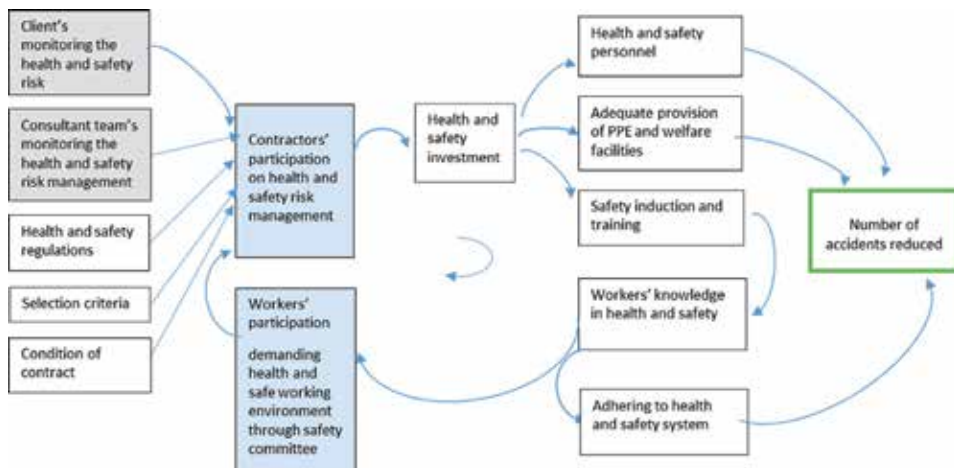 Client's
monitoring the
health and safety
risk
Consultant team's
monitoring the
health and safety
risk management
Health and safety
regulations
Selection criteria
Condition of
contract
Contractors'
participation
on health and
safety risk
management
Workers'
participation
demanding
health and
safe working
environment
through safety
committee
Health and
safety
investment
Health and safety
personnel
Adequate provision
of PPE and welfare
facilities
Safety induction and
training
Workers' knowledge
in health and safety
Adhering to health
and safety system
Number of
accidents reduced